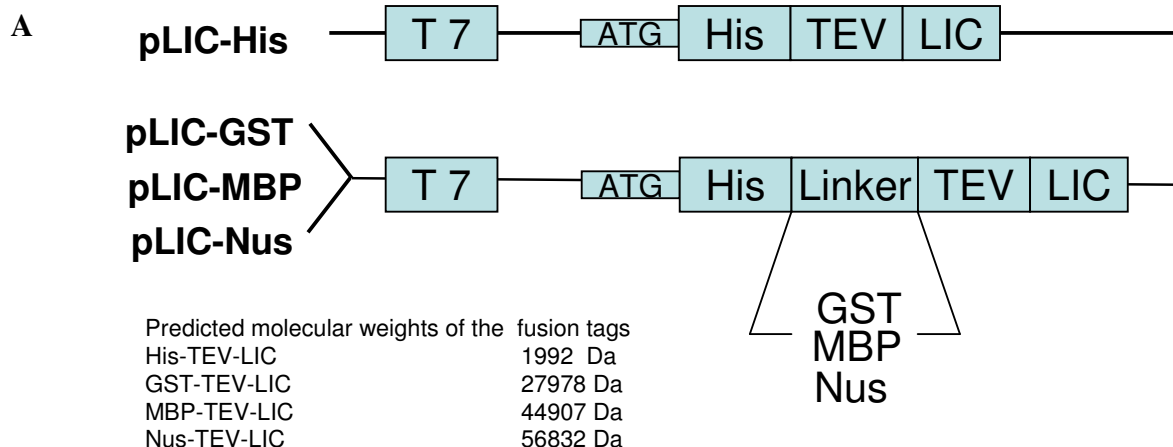 A
pLIC-His T 7 ATG His TEV LIC
pLIC-GST
pLIC-MBP T 7 ATG His Linker TEV LIC
pLIC-Nus
GST
MBP
Nus
Predicted molecular weights of the fusion tags
His-TEV-LIC 1992 Da
GST-TEV-LIC 27978 Da
MBP-TEV-LIC 44907 Da
Nus-TEV-LIC 56832 Da